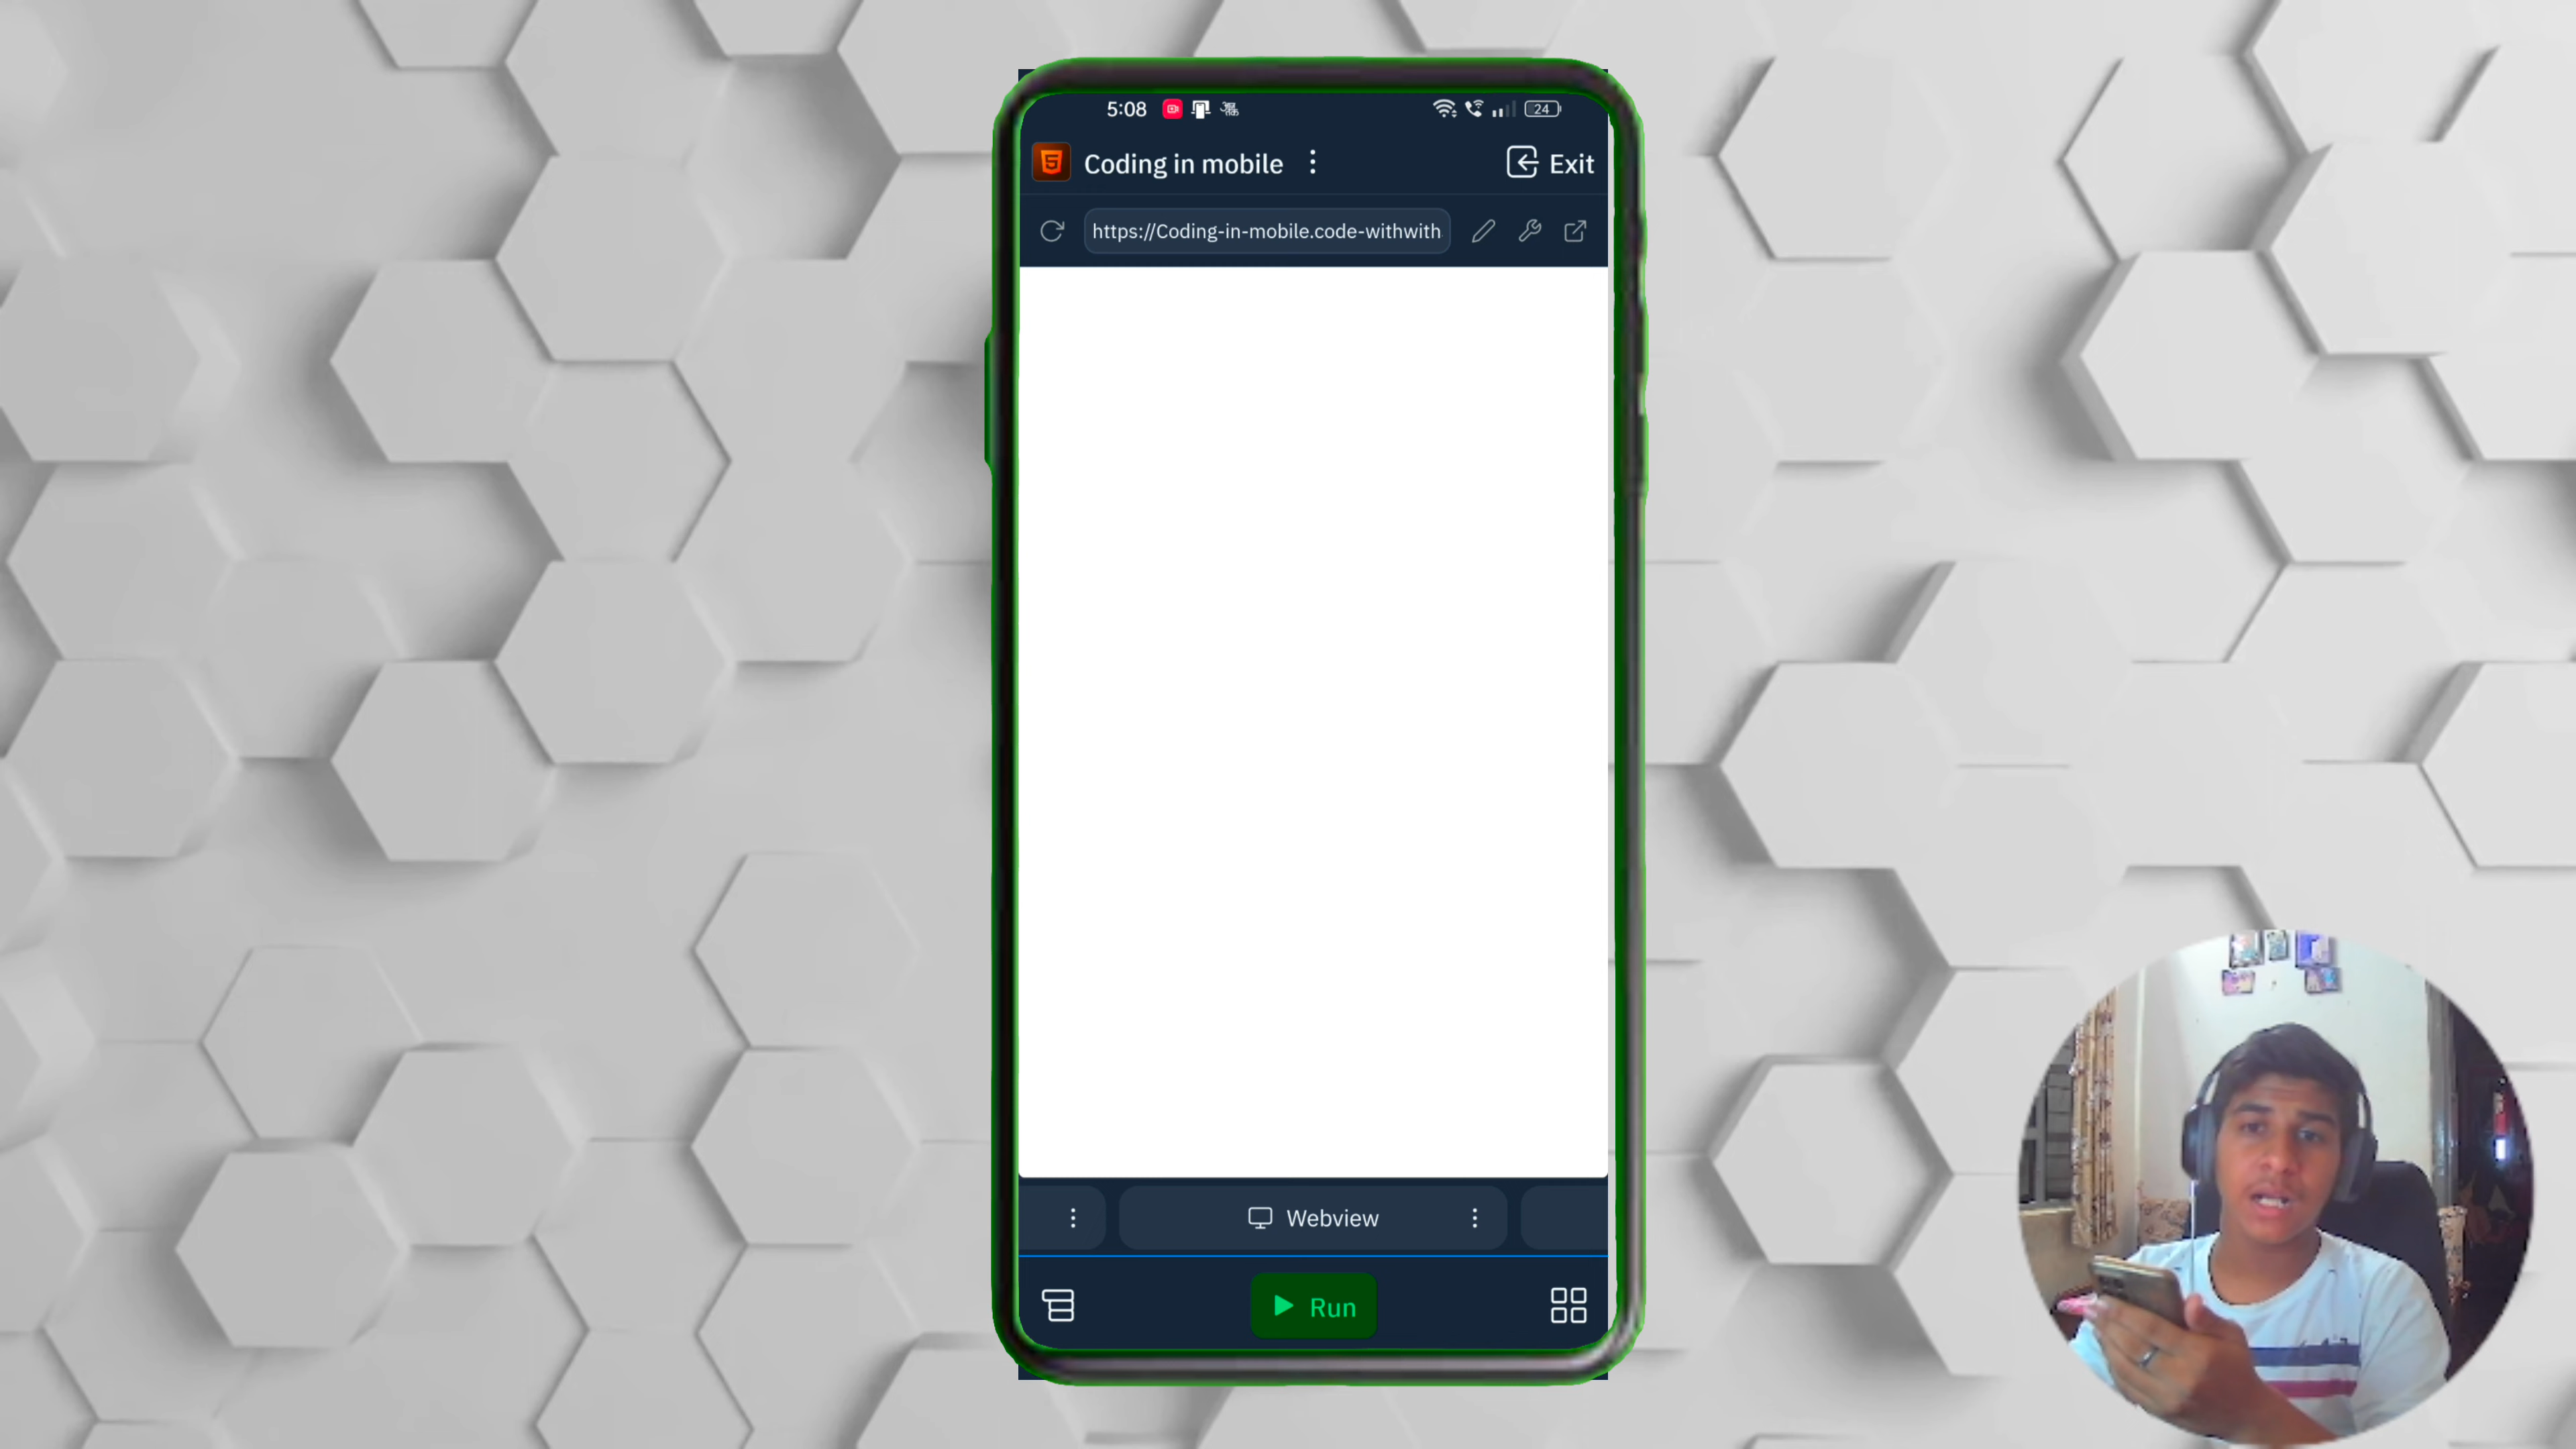 5:08 24
Coding in mobile Exit
https://Coding-in-mobile.code-withwith
Webview
Run